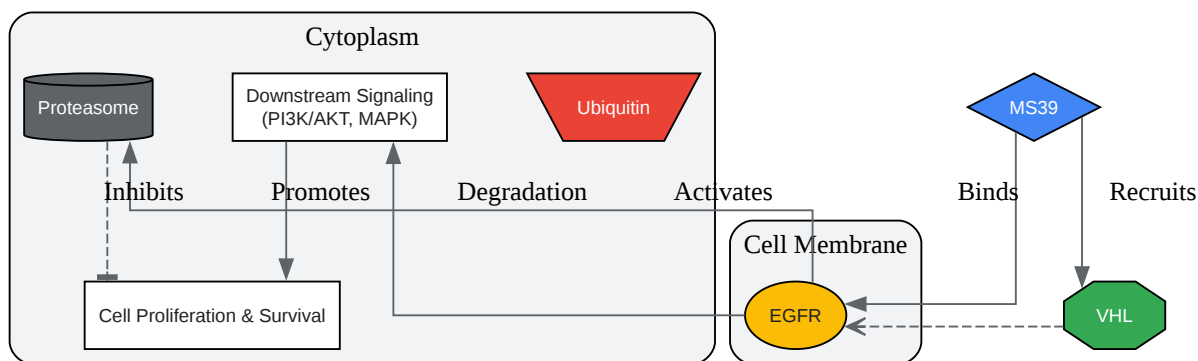 Cytoplasm
Proteasome
Downstream Signaling
(PI3K/AKT, MAPK)
Ubiquitin
MS39
Inhibits
Promotes
Degradation
Activates
Binds
Recruits
Cell Membrane
Cell Proliferation & Survival
EGFR
VHL